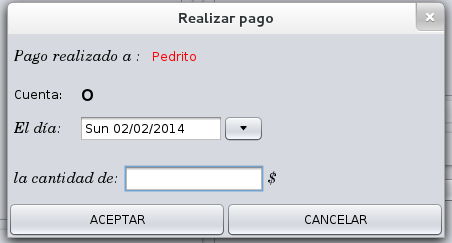 Realizar pago
Pago realizado a : Pedrito
Cuenta: O
El día: Sun 02/02/2014
la cantidad de: $
ACEPTAR CANCELAR